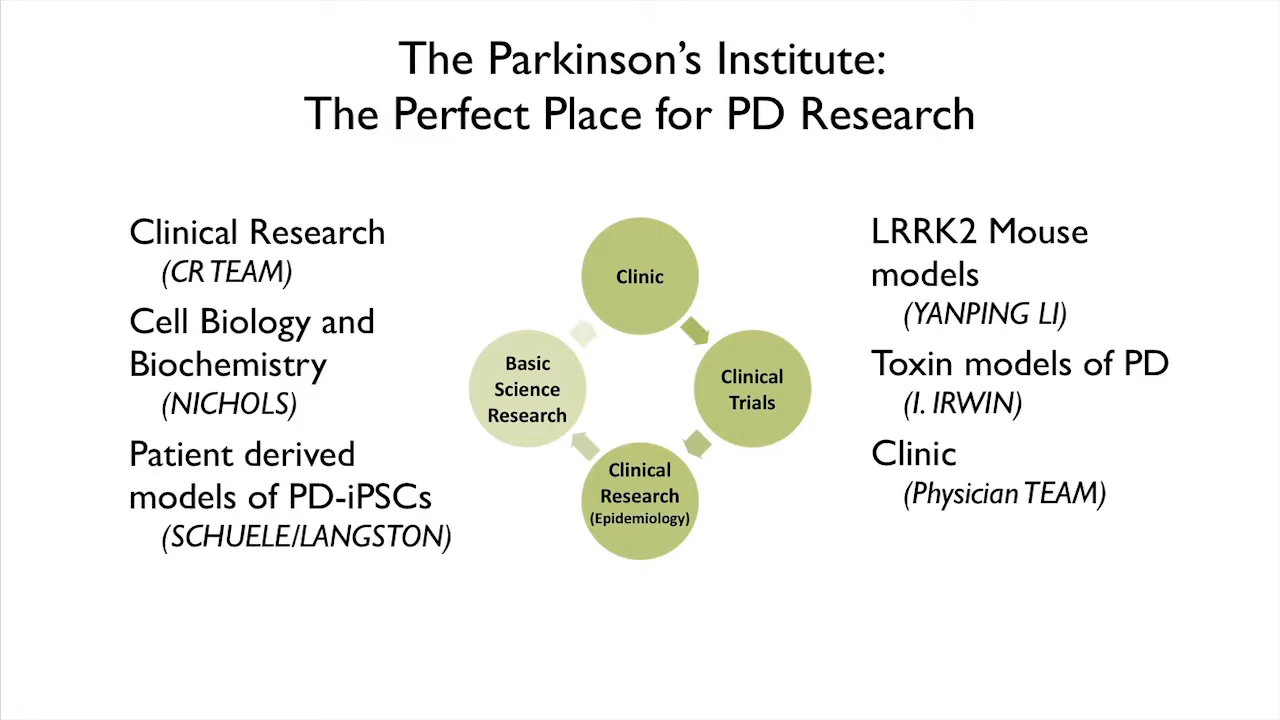 The Parkinson’s Institute:
The Perfect Place for PD Research
Clinical Research
(CR TEAM)
Cell Biology and
Biochemistry
(NICHOLS)
Patient derived
models of PD-iPSCs
(SCHUELE/LANGSTON)
Clinic
Clinical
Trials
Clinical
Research
(Epidemiology)
Basic
Science
Research
LRRK2 Mouse
models
(YANPING LI)
Toxin models of PD
(I. IRWIN)
Clinic
(Physician TEAM)